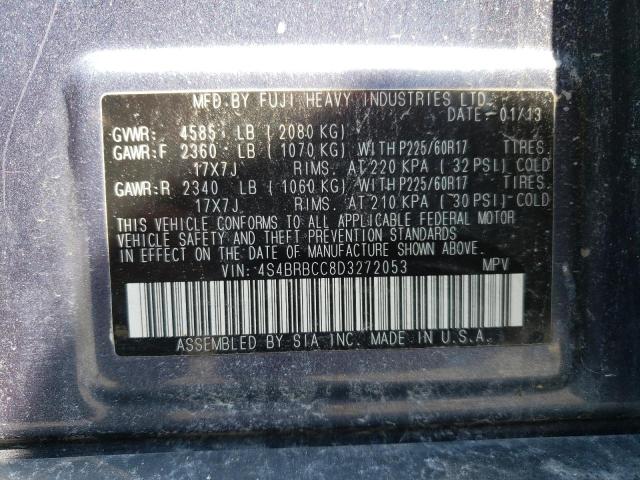 MFD.BY FUJI HEAVY INDUSTRIES LTD.
DATE- 01/13
GVWR: 4585 LB ( 2080 KG)
GAWR:F 2360 LB ( 1070 KG) WITH P225/60R17 TIRES.
17X7J RIMS. AT 220 KPA ( 32 PSI) COLD
GAWR:R 2340 LB ( 1060 KG) WITH P225/60R17 TIRES.
17X7J. RIMS. AT 210 KPA ( 30 PSI) COLD
THIS VEHICLE CONFORMS TO ALL APPLICABLE FEDERAL MOTOR
VEHICLE SAFETY AND THEFT PREVENTION STANDARDS
IN EFFECT ON THE DATE OF MANUFACTURE SHOWN ABOVE.
VIN: 4S4BRBCC8D3272053 MPV
ASSEMBLED BY SIA INC. MADE IN U.S.A.